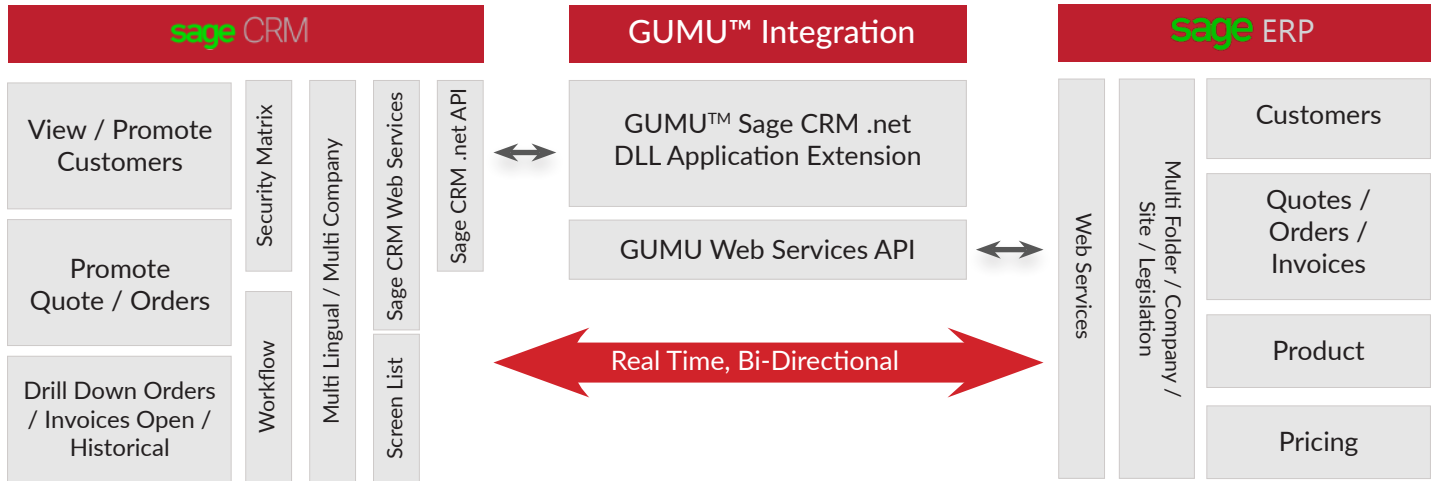 sage CRM
View / Promote
Customers
Promote
Quote / Orders
Drill Down Orders
/ Invoices Open /
Historical
Security Matrix
Workflow
Multi Lingual / Multi Company
Sage CRM Web Services
Screen List
Sage CRM .net API
GUMU™ Integration
GUMU™ Sage CRM .net
DLL Application Extension
GUMU Web Services API
Real Time, Bi-Directional
sage ERP
Web Services
Multi Folder / Company /
Site / Legislation
Customers
Quotes /
Orders /
Invoices
Product
Pricing